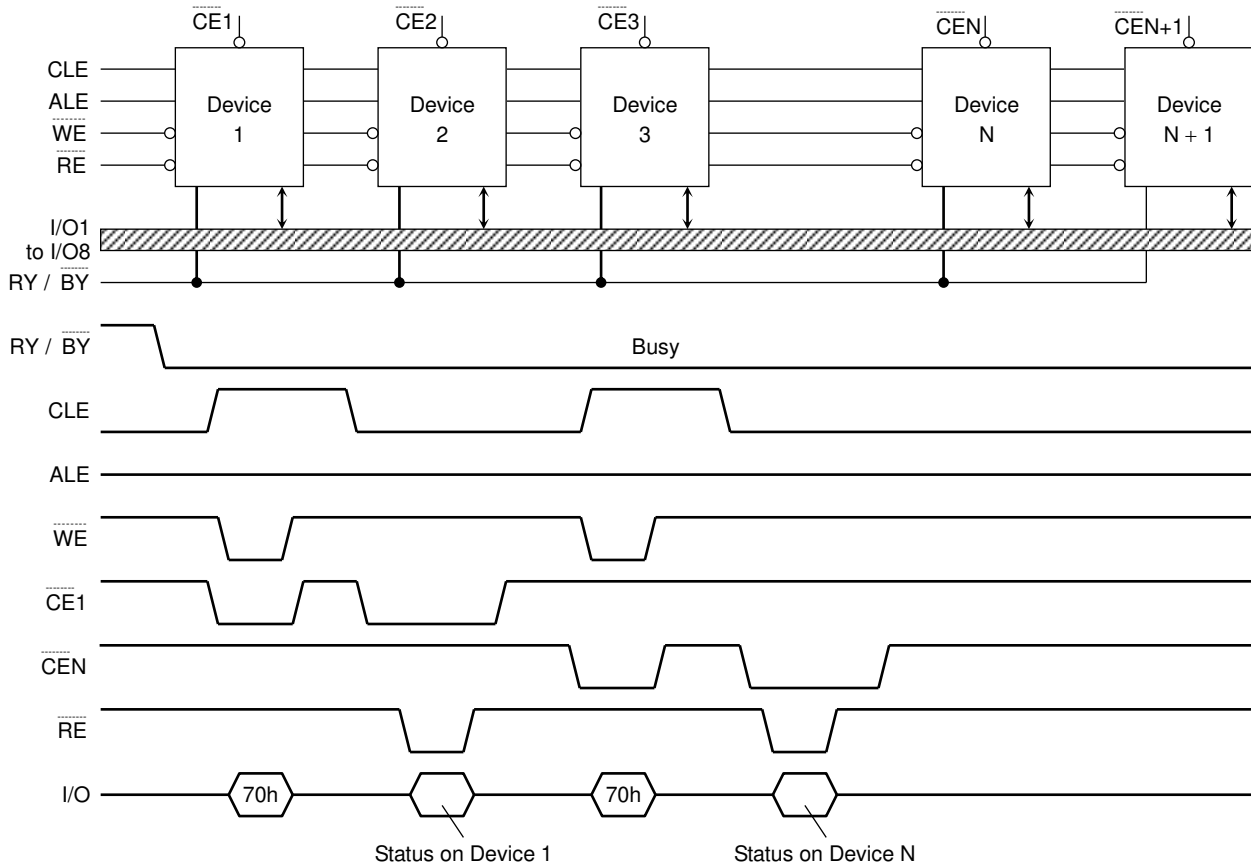 CE1 CE2 CE3 CEN CEN+1
CLE
ALE
WE
RE
Device 1
Device 2
Device 3
Device N
Device N + 1
I/O1
to I/O8
RY / BY
RY / BY
Busy
CLE
ALE
WE
CE1
CEN
RE
I/O
70h
70h
Status on Device 1
Status on Device N